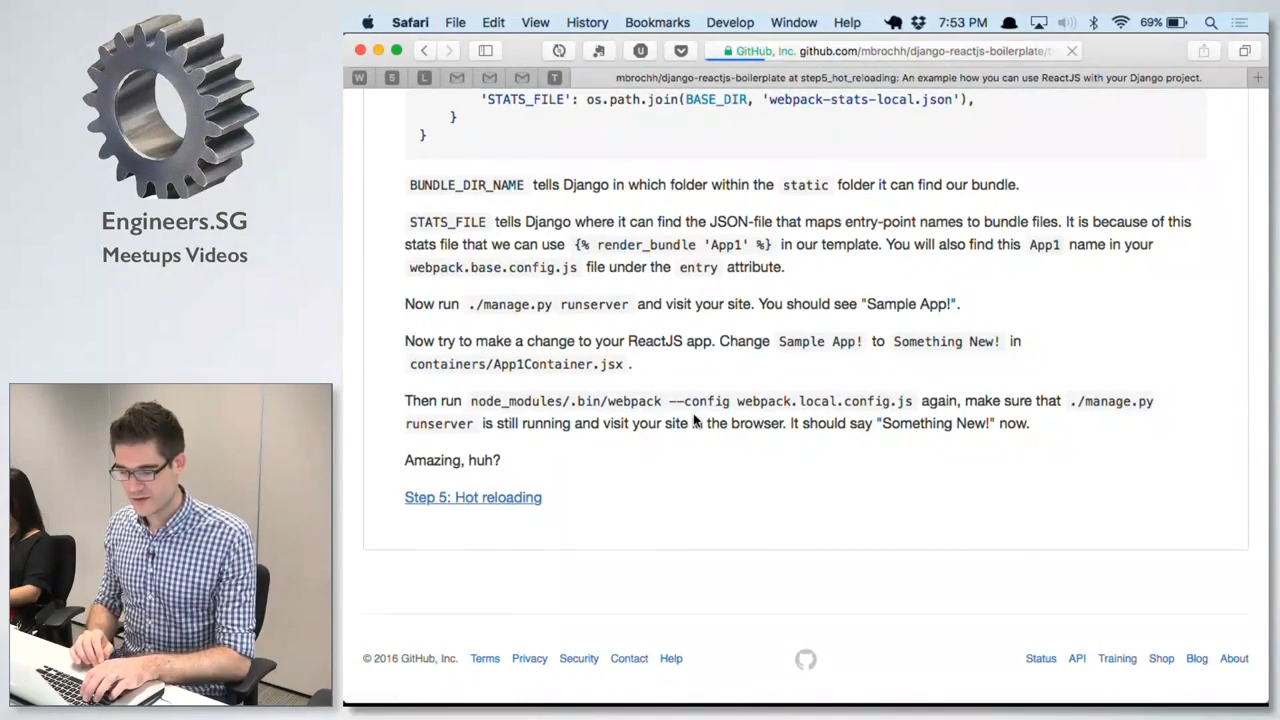 Safari File Edit View History Bookmarks Develop Window Help 7:53 PM 69%
GitHub, Inc. github.com/mbrochh/django-reactjs-boilerplate/t
W 5 L T mbrochh/django-reactjs-boilerplate at step5_hot_reloading: An example how you can use ReactJS with your Django project.
'STATS_FILE': os.path.join(BASE_DIR, 'webpack-stats-local.json'),
}
}
BUNDLE_DIR_NAME tells Django in which folder within the static folder it can find our bundle.
STATS_FILE tells Django where it can find the JSON-file that maps entry-point names to bundle files. It is because of this
stats file that we can use {% render_bundle 'App1' %} in our template. You will also find this App1 name in your
webpack.base.config.js file under the entry attribute.
Now run ./manage.py runserver and visit your site. You should see "Sample App!".
Now try to make a change to your ReactJS app. Change Sample App! to Something New! in
containers/App1Container.jsx .
Then run node_modules/.bin/webpack --config webpack.local.config.js again, make sure that ./manage.py
runserver is still running and visit your site in the browser. It should say "Something New!" now.
Amazing, huh?
Step 5: Hot reloading
© 2016 GitHub, Inc. Terms Privacy Security Contact Help Status API Training Shop Blog About
Engineers.SG
Meetups Videos